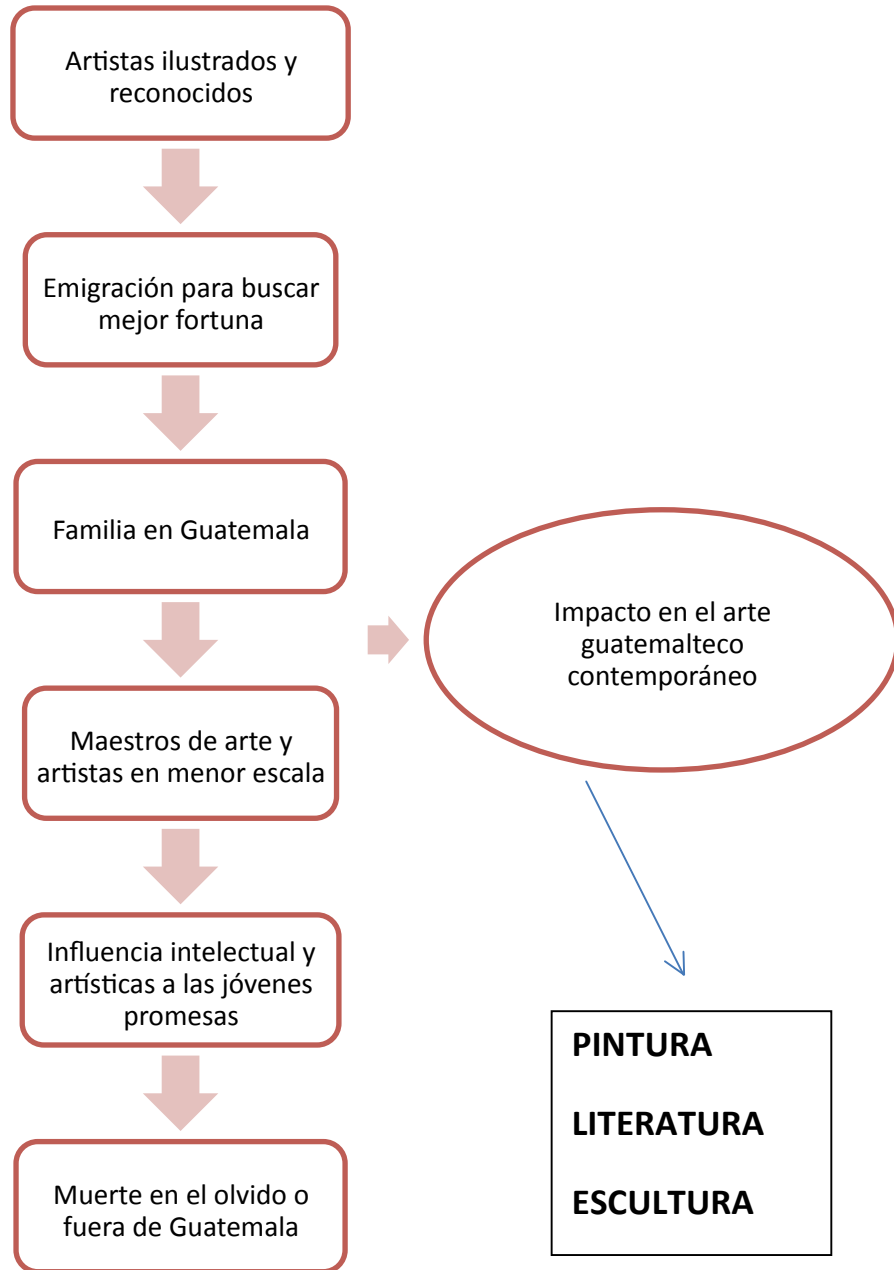 Artistas ilustrados y
reconocidos
Emigración para buscar
mejor fortuna
Familia en Guatemala
Impacto en el arte
guatemalteco
contemporáneo
Maestros de arte y
artistas en menor escala
Influencia intelectual y
artísticas a las jóvenes
promesas
PINTURA
LITERATURA
ESCULTURA
Muerte en el olvido o
fuera de Guatemala